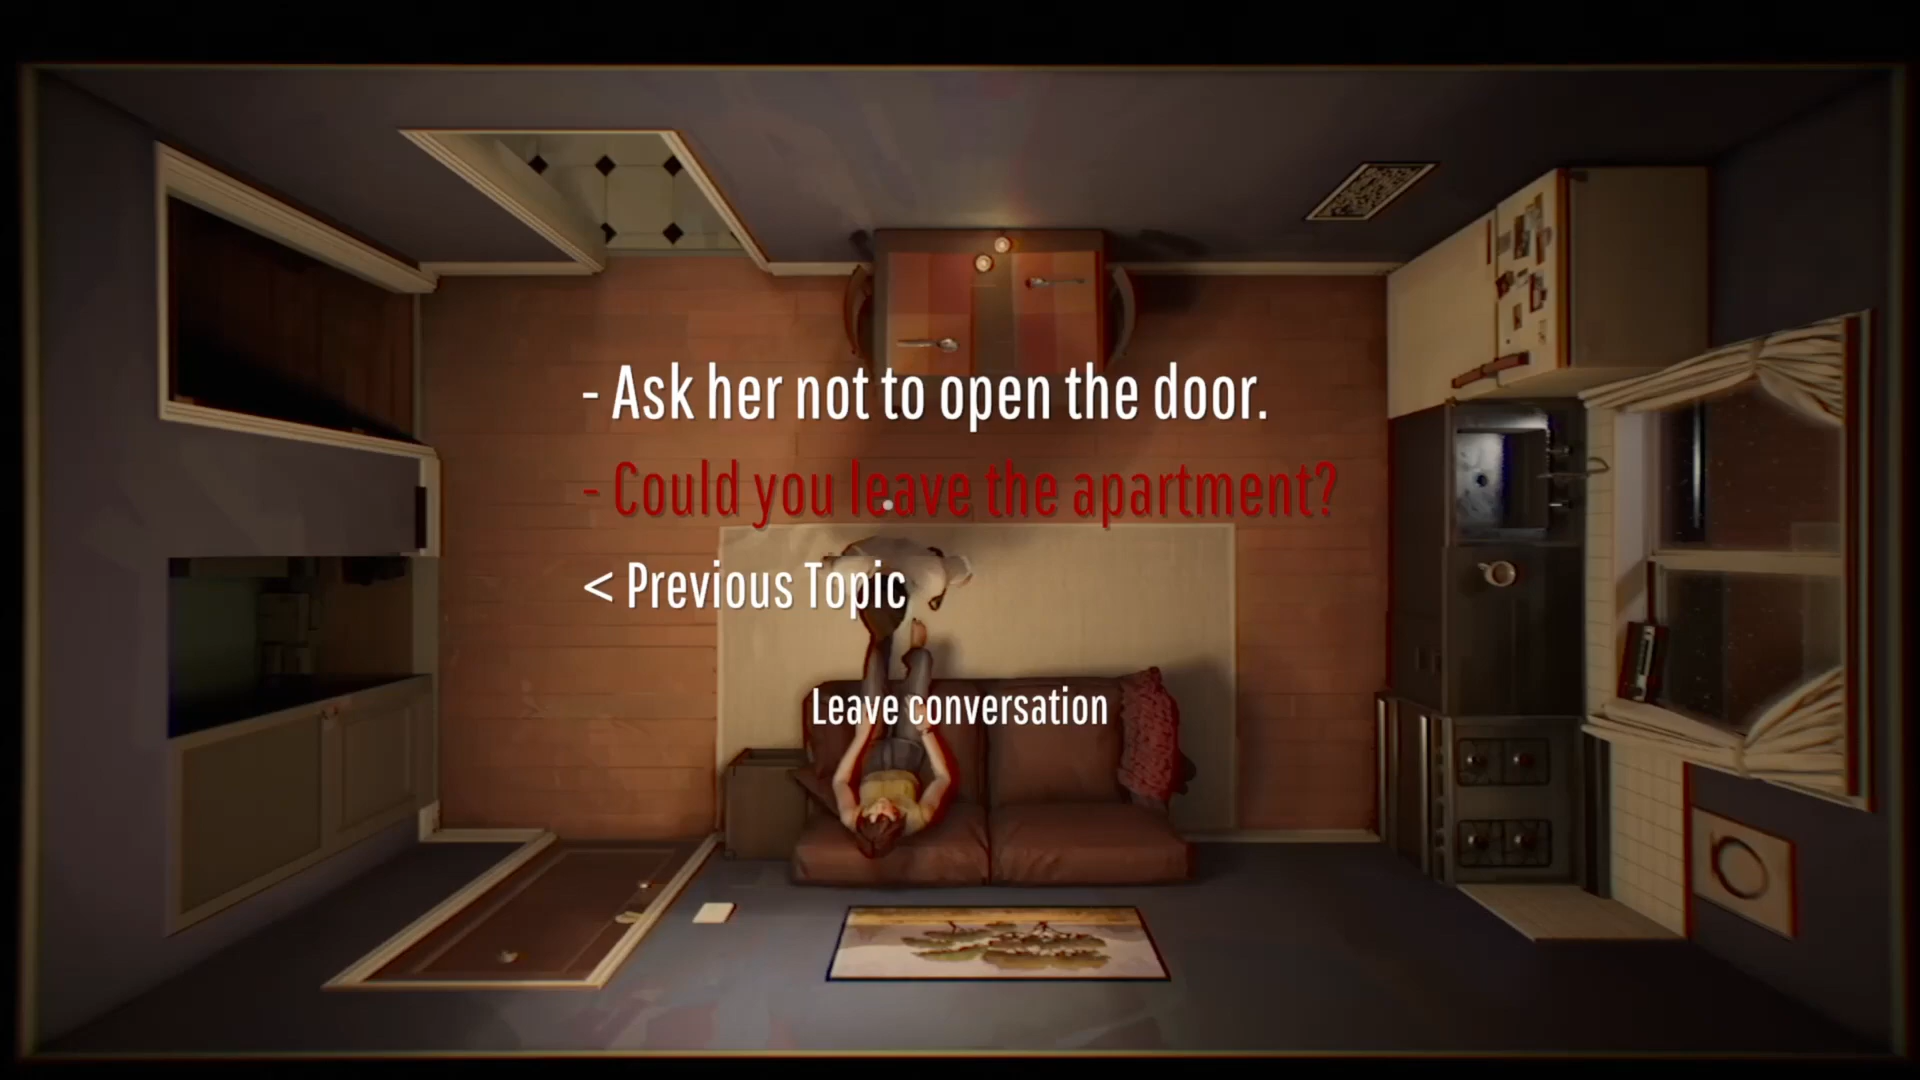 - Ask her not to open the door.
- Could you leave the apartment?
< Previous Topic
Leave conversation